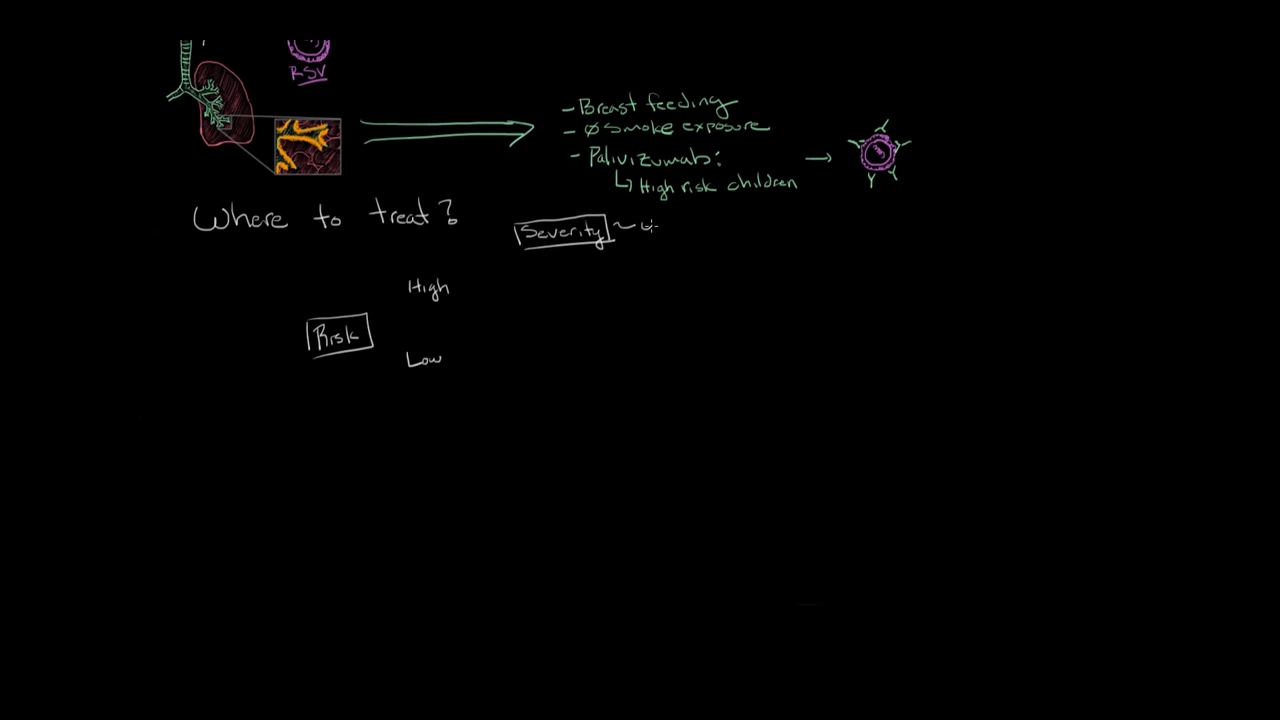 RSV
- Breast feeding
- Ø Smoke exposure
- Palivizumab:
High risk children
Where to treat?
Severity ~
High
Risk
Low